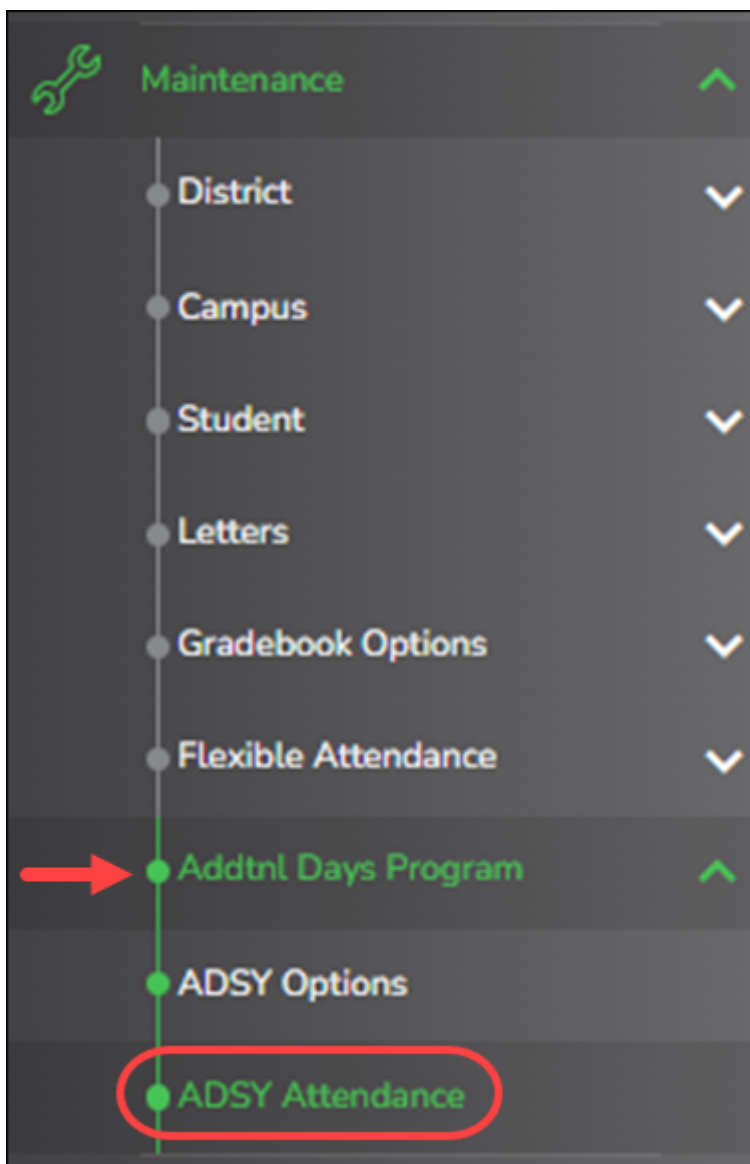 Maintenance
District
Campus
Student
Letters
Gradebook Options
Flexible Attendance
Addtnl Days Program
ADSY Options
ADSY Attendance